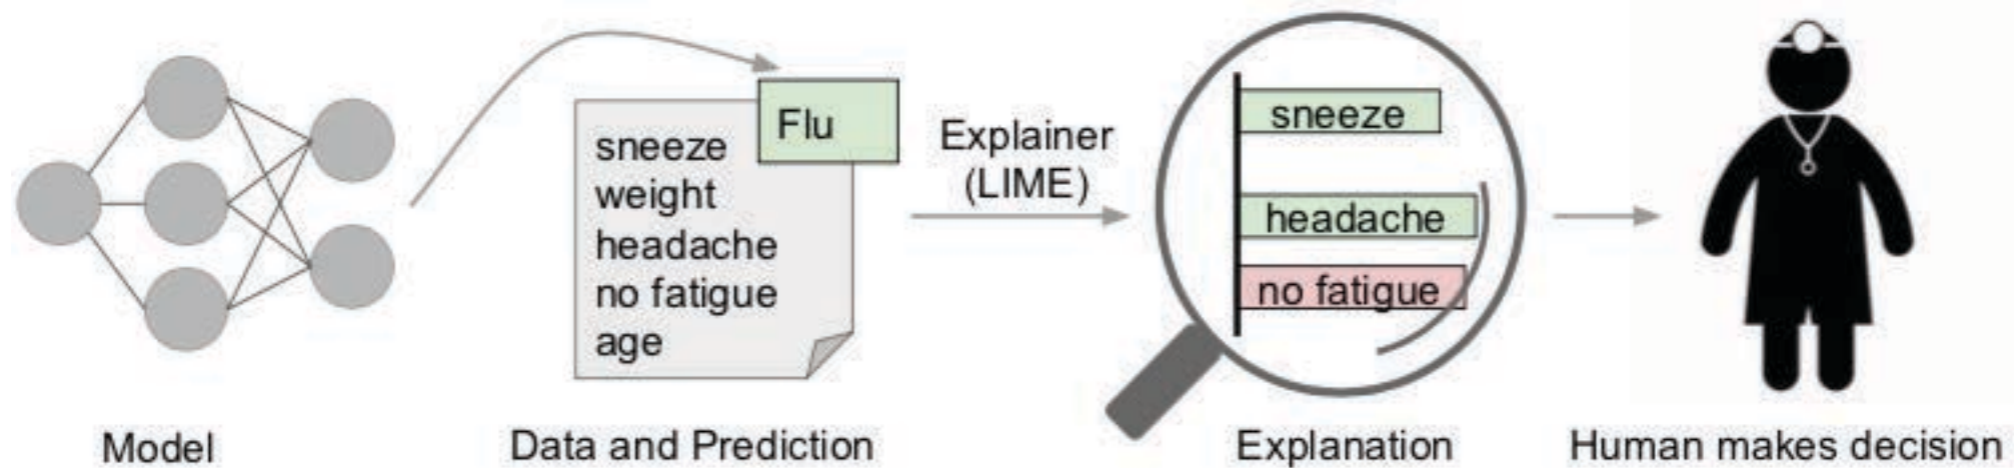 Flu
sneeze
weight
headache
no fatigue
age
Explainer
(LIME)
sneeze
headache
no fatigue
Model
Data and Prediction
Explanation
Human makes decision